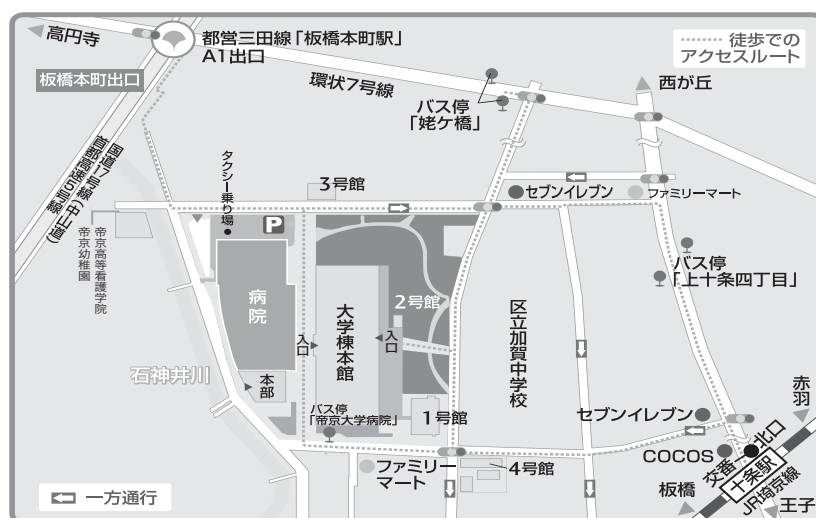 高円寺
都営三田線「板橋本町駅」
A1出口
徒歩での
アクセスルート
板橋本町出口
環状7号線
バス停
「姥ケ橋」
西が丘
国道17号線（中山道）
首都高速5号線
タクシー乗り場
3号館
セブンイレブン
ファミリーマート
P
帝京高等看護学院
帝京幼稚園
バス停
「上十条四丁目」
病院
大学棟本館
2号館
入口
入口
区立加賀中学校
石神井川
本部
バス停
「帝京大学病院」
1号館
赤羽
セブンイレブン
COCOS
交番
北口
十条駅
JR埼京線
ファミリー
マート
4号館
板橋
王子
一方通行